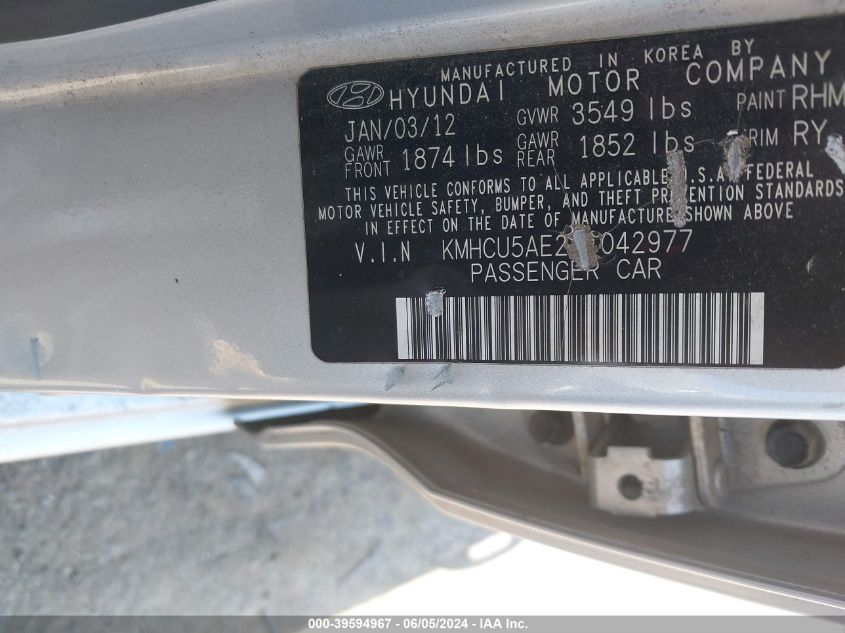 MANUFACTURED IN KOREA BY
HYUNDAI MOTOR COMPANY
JAN/03/12 GVWR 3549 lbs PAINT RHM
GAWR FRONT 1874 lbs GAWR REAR 1852 lbs TRIM RY
THIS VEHICLE CONFORMS TO ALL APPLICABLE U.S.A. FEDERAL
MOTOR VEHICLE SAFETY, BUMPER, AND THEFT PREVENTION STANDARDS
IN EFFECT ON THE DATE OF MANUFACTURE SHOWN ABOVE
V.I.N
PASSENGER CAR
000-39594967 - 06/05/2024 - IAA Inc.